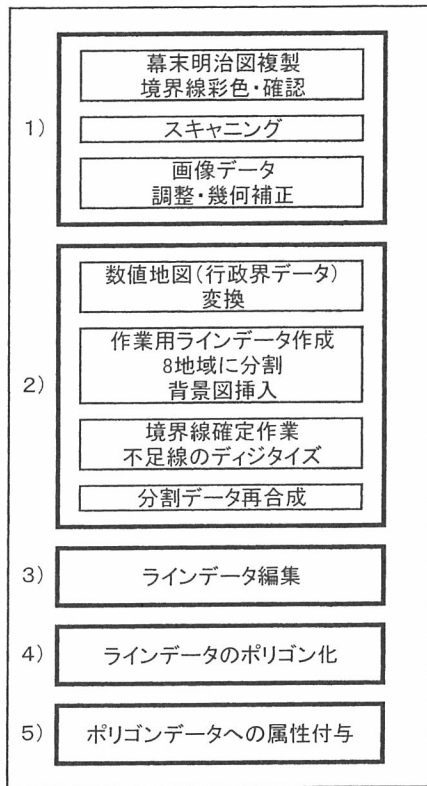 幕末明治図複製
境界線彩色・確認
1)
スキャニング
画像データ
調整・幾何補正
数値地図(行政界データ)
変換
作業用ラインデータ作成
8地域に分割
2)
背景図挿入
境界線確定作業
不足線のディジタイズ
分割データ再合成
3)
ラインデータ編集
4)
ラインデータのポリゴン化
5)
ポリゴンデータへの属性付与